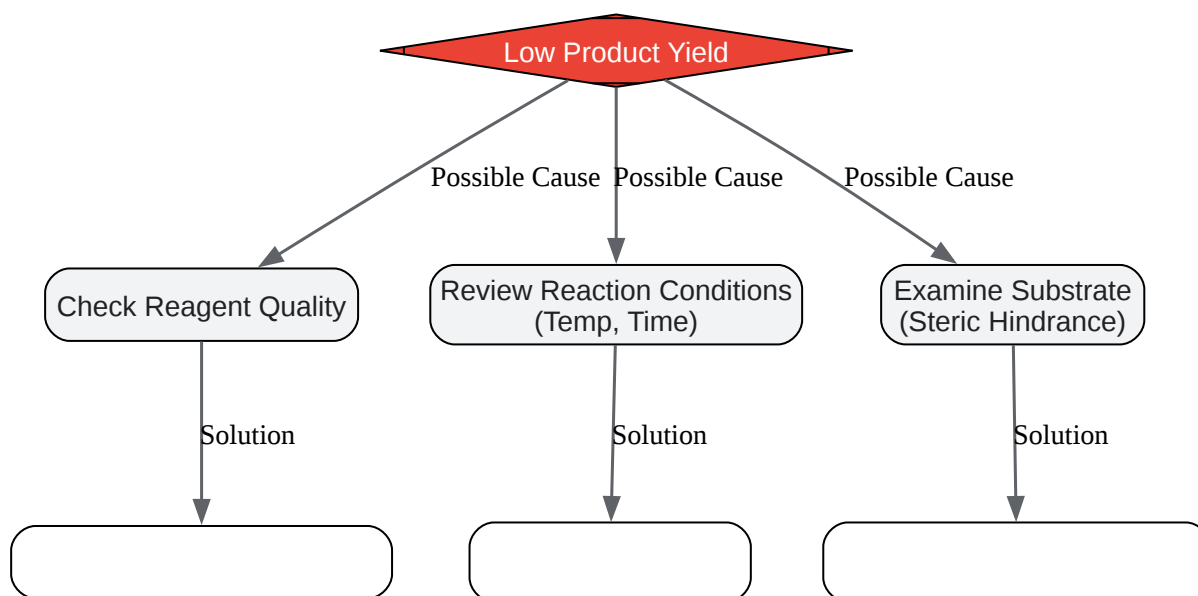 Low Product Yield
Possible Cause
Possible Cause
Possible Cause
Check Reagent Quality
Review Reaction Conditions
(Temp, Time)
Examine Substrate
(Steric Hindrance)
Solution
Solution
Solution